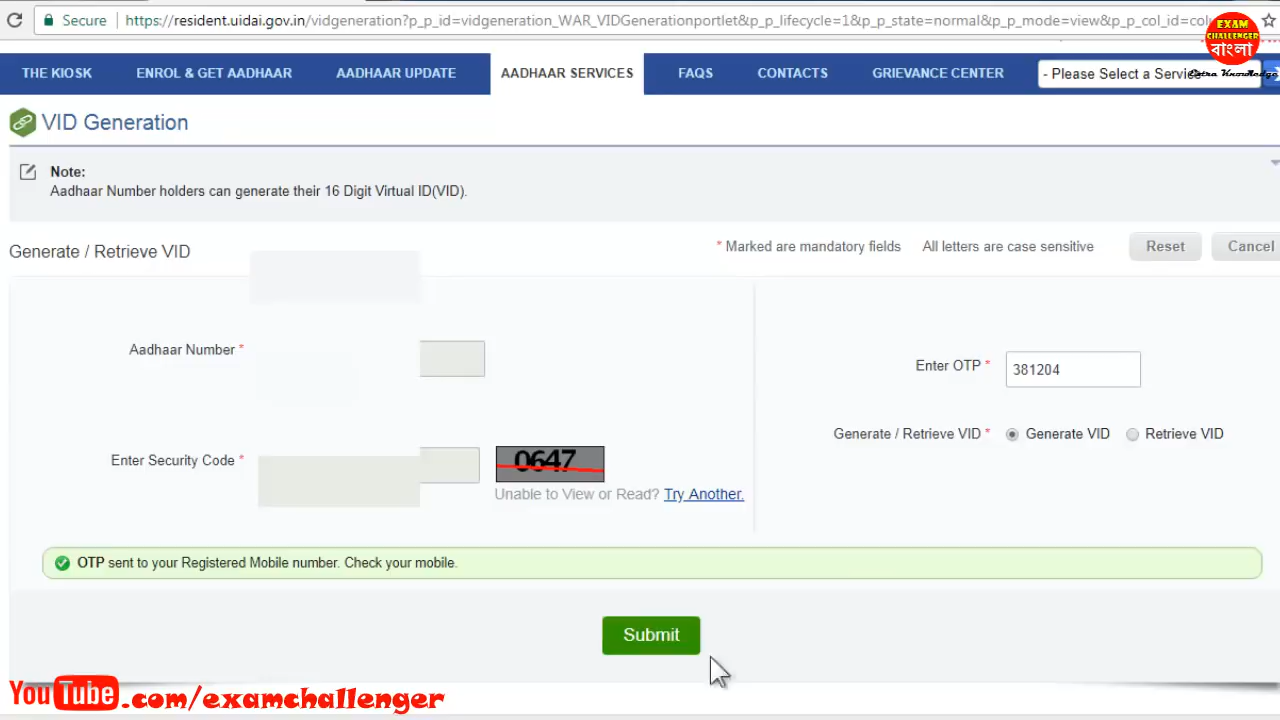 Secure https://resident.uidai.gov.in/vidgeneration?p_p_id=vidgeneration_WAR_VIDGenerationportlet&p_p_lifecycle=1&p_p_state=normal&p_p_mode=view&p_p_col_id=colu
EXAM
CHALLENGER
বাংলা
Extra Knowledge
THE KIOSK ENROL & GET AADHAAR AADHAAR UPDATE AADHAAR SERVICES FAQS CONTACTS GRIEVANCE CENTER - Please Select a Service
VID Generation
Note:
Aadhaar Number holders can generate their 16 Digit Virtual ID(VID).
Generate / Retrieve VID * Marked are mandatory fields All letters are case sensitive Reset Cancel
Aadhaar Number *
Enter OTP * 381204
Generate / Retrieve VID * Generate VID Retrieve VID
Enter Security Code * 0647
Unable to View or Read? Try Another.
OTP sent to your Registered Mobile number. Check your mobile.
Submit
YouTube.com/examchallenger